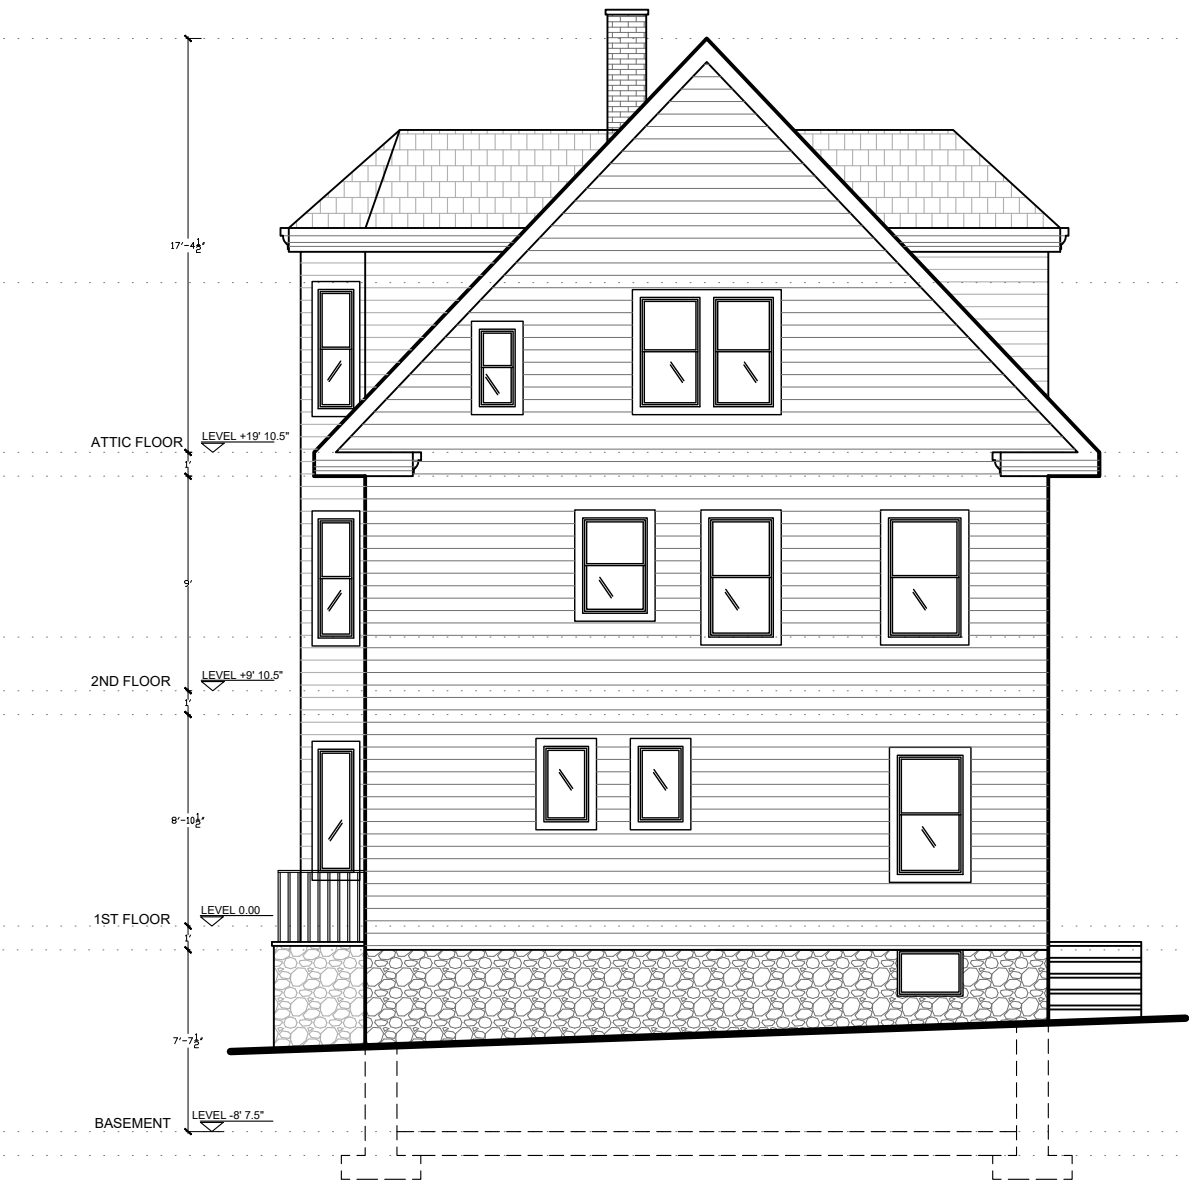 17'-4½"
ATTIC FLOOR LEVEL +19' 10.5"
1'
9'
2ND FLOOR LEVEL +9' 10.5"
1'
8'-10½"
1ST FLOOR LEVEL 0.00
1'
7'-7½"
BASEMENT LEVEL -8' 7.5"